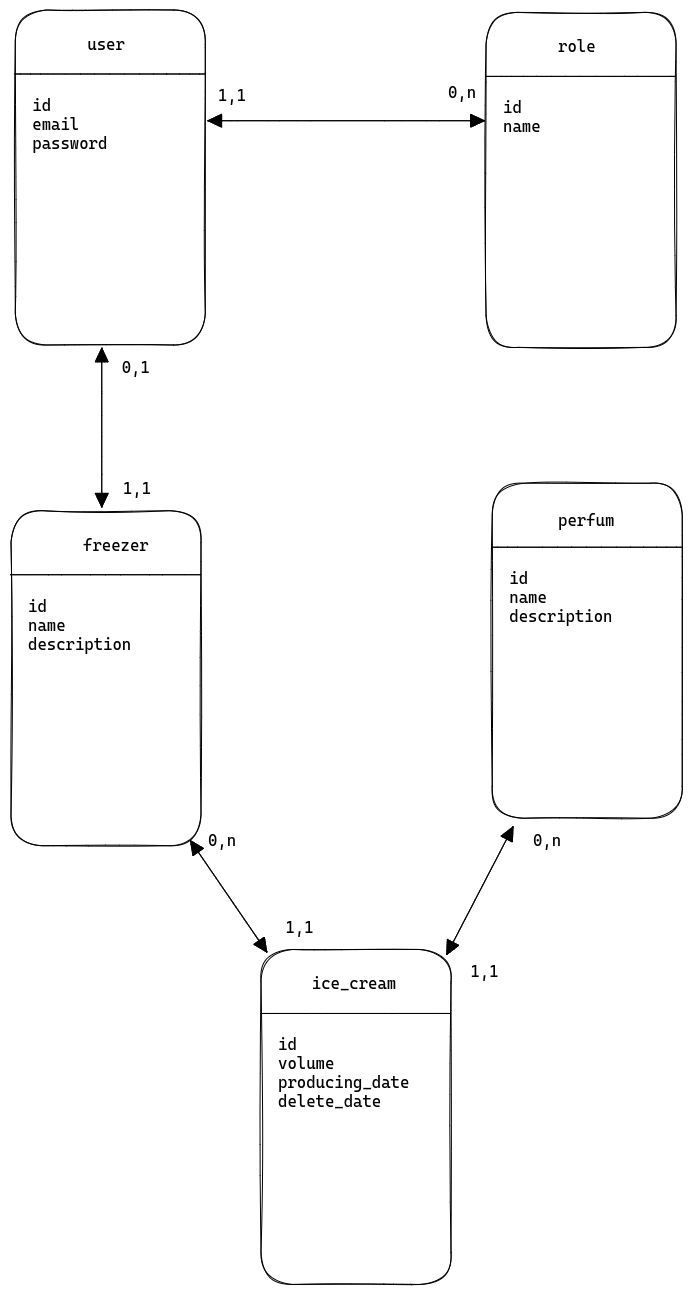 user
id
email
password
1,1
0,n
role
id
name
0,1
1,1
freezer
id
name
description
perfum
id
name
description
0,n
1,1
0,n
1,1
ice_cream
id
volume
producing_date
delete_date